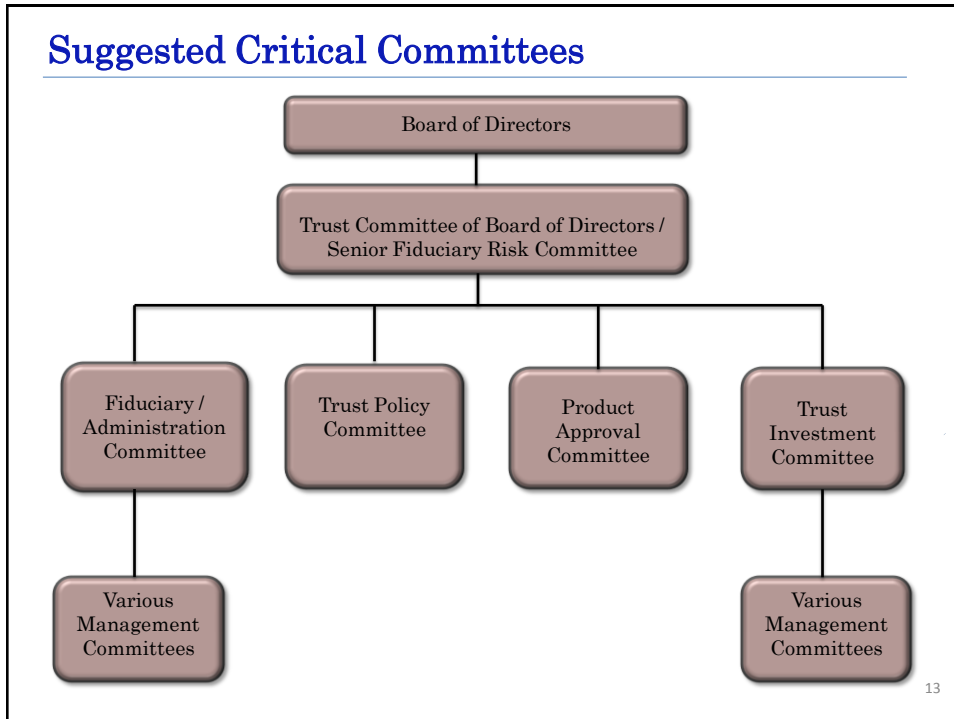 Suggested Critical Committees
Board of Directors
Trust Committee of Board of Directors /
Senior Fiduciary Risk Committee
Fiduciary /
Administration
Committee
Trust Policy
Committee
Product
Approval
Committee
Trust
Investment
Committee
Various
Management
Committees
Various
Management
Committees
13